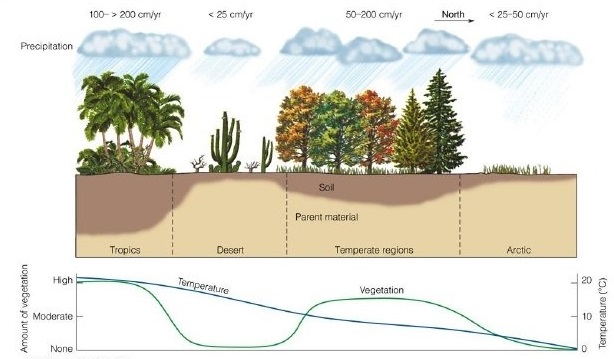 100–> 200 cm/yr
< 25 cm/yr
50–200 cm/yr
North
< 25-50 cm/yr
Precipitation
Soil
Parent material
Tropics
Desert
Temperate regions
Arctic
Amount of vegetation
High
Moderate
None
Temperature
Vegetation
20
10
0
Temperature (°C)